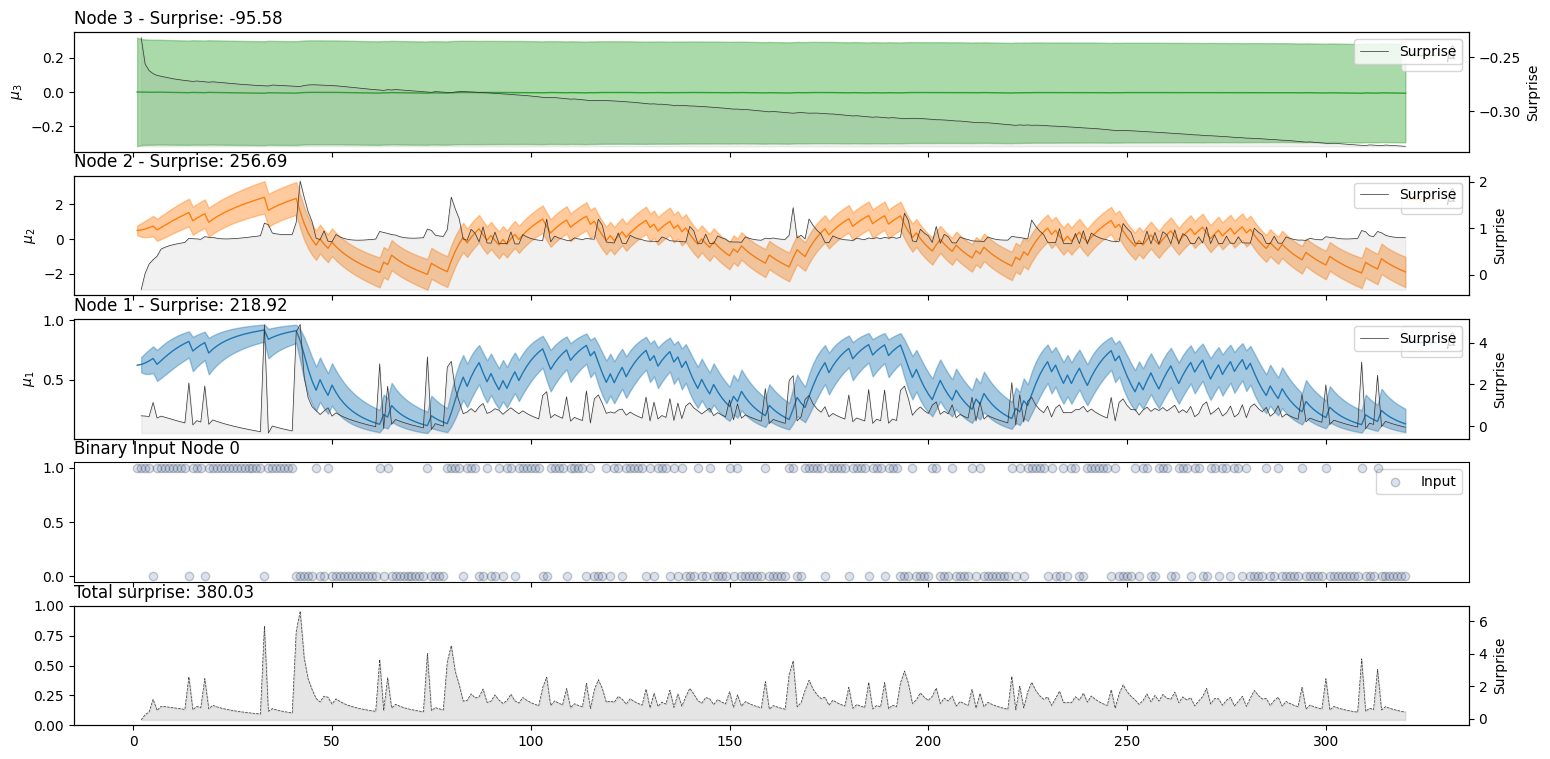 Node 3 - Surprise: -95.58
μ3
0.2
0.0
−0.2
Surprise
−0.25
−0.30
Surprise
Node 2 - Surprise: 256.69
μ2
2
0
−2
Surprise
2
1
0
Surprise
Node 1 - Surprise: 218.92
μ1
1.0
0.5
Surprise
4
2
0
Surprise
Binary Input Node 0
1.0
0.5
0.0
Input
Total surprise: 380.03
1.00
0.75
0.50
0.25
0.00
6
4
2
0
Surprise
0 50 100 150 200 250 300